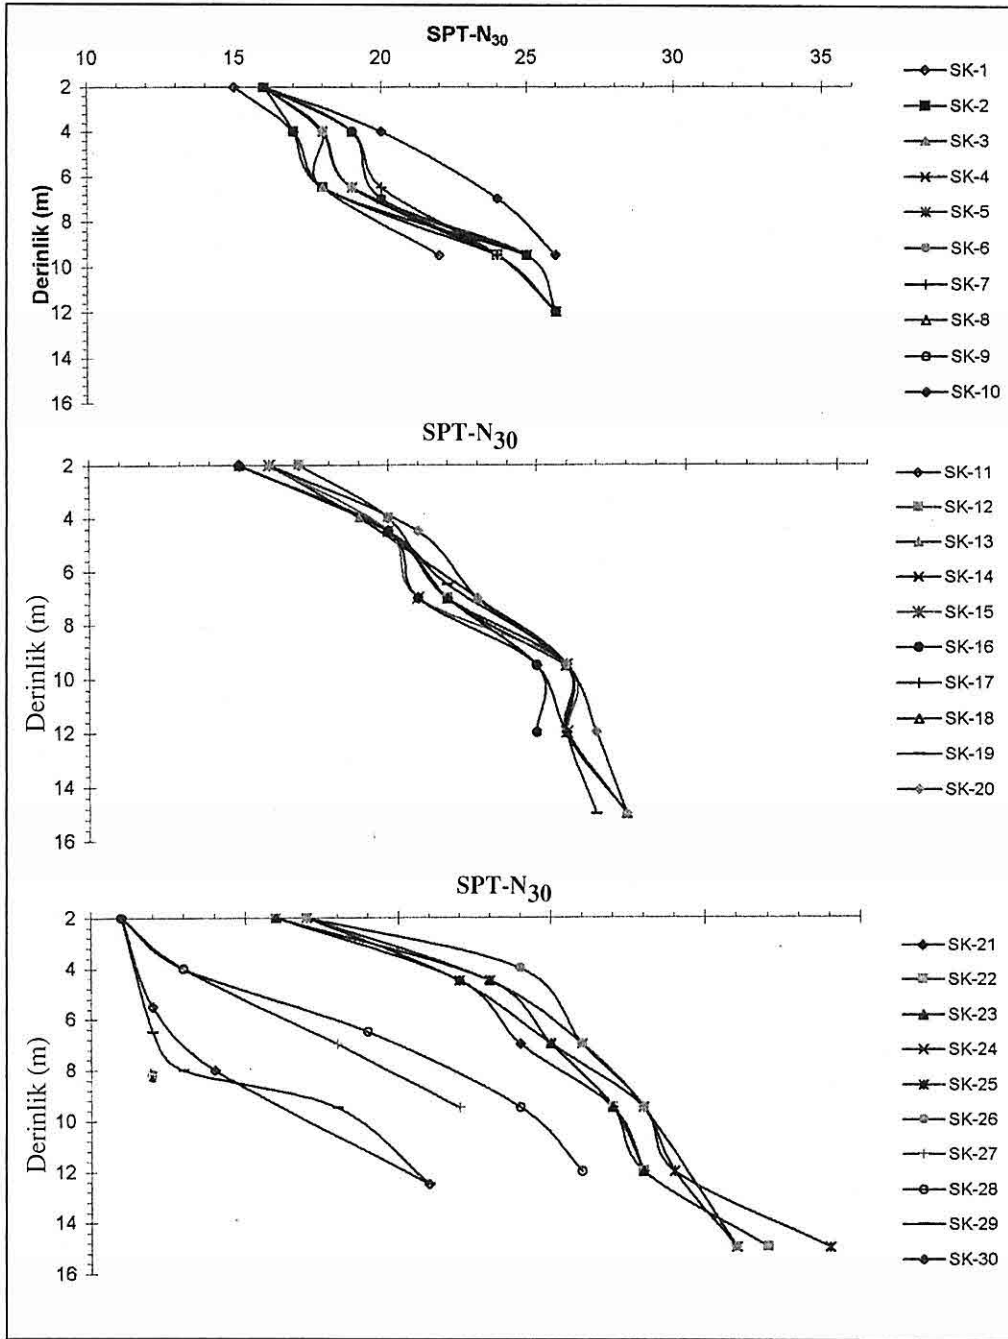 SPT-N30
10 15 20 25 30 35
2
4
6
8
10
12
14
16
Derinlik (m)
SK-1
SK-2
SK-3
SK-4
SK-5
SK-6
SK-7
SK-8
SK-9
SK-10
SPT-N30
2
4
6
8
10
12
14
16
Derinlik (m)
SK-11
SK-12
SK-13
SK-14
SK-15
SK-16
SK-17
SK-18
SK-19
SK-20
SPT-N30
2
4
6
8
10
12
14
16
Derinlik (m)
SK-21
SK-22
SK-23
SK-24
SK-25
SK-26
SK-27
SK-28
SK-29
SK-30